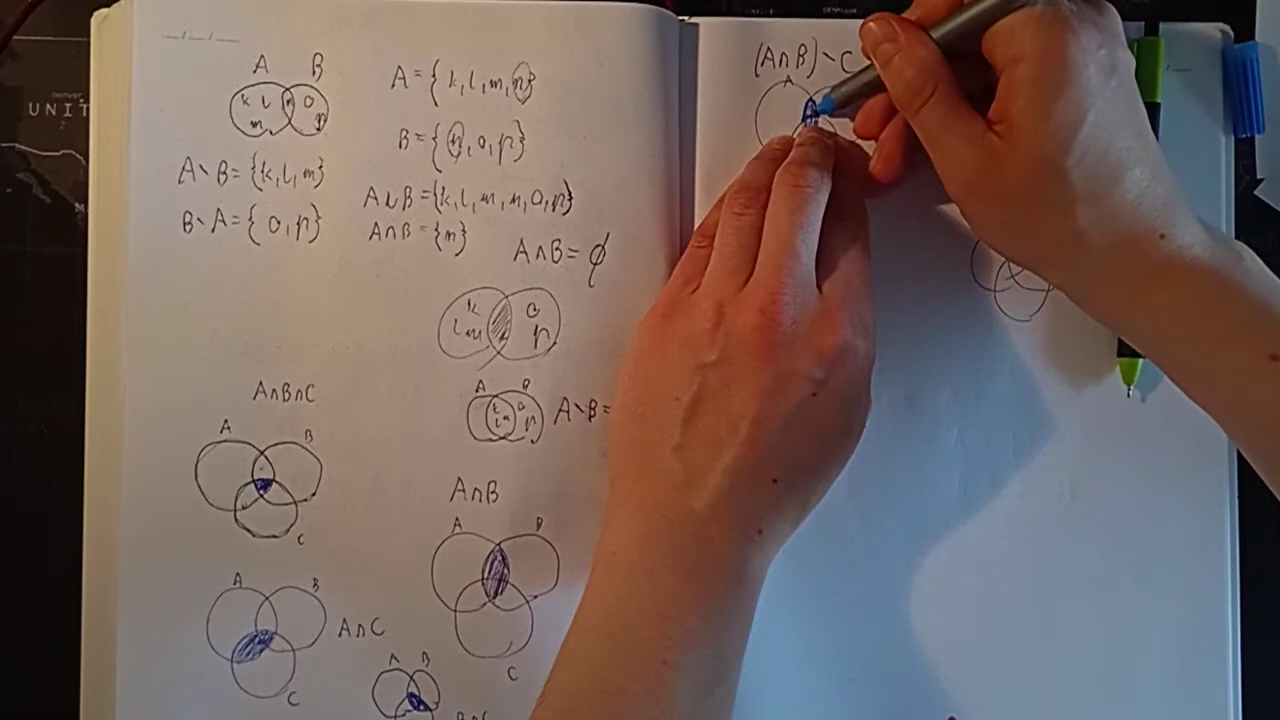 A B
k l n o
m p
A = {k, l, m, n}
B = {n, o, p}
A \ B = {k, l, m}
B \ A = { o, p}
A ∪ B = {k, l, m, n, o, p}
A ∩ B = {n}
A ∩ B = ∅
k o
l m p
A B
k o
l m p
A \ B =
A∩B∩C
A B
C
A∩B
A B
C
A B
A∩C
C
A B
B∩C
(A∩B) \ C
A
UNIT